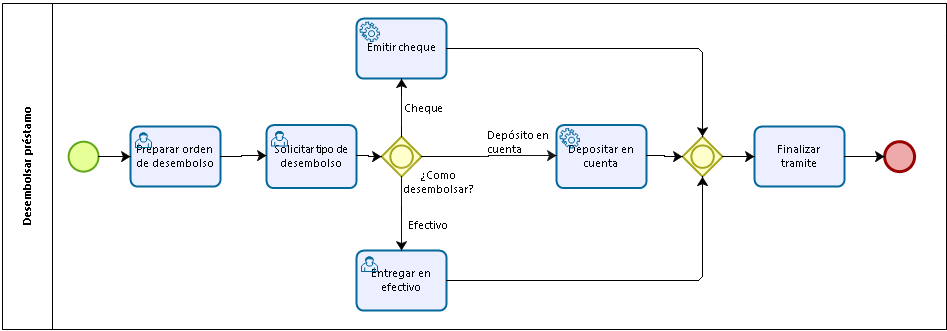 Desembolsar préstamo
Preparar orden
de desembolso
Solicitar tipo de
desembolso
¿Como
desembolsar?
Cheque
Emitir cheque
Depósito en
cuenta
Depositar en
cuenta
Efectivo
Entregar en
efectivo
Finalizar
tramite